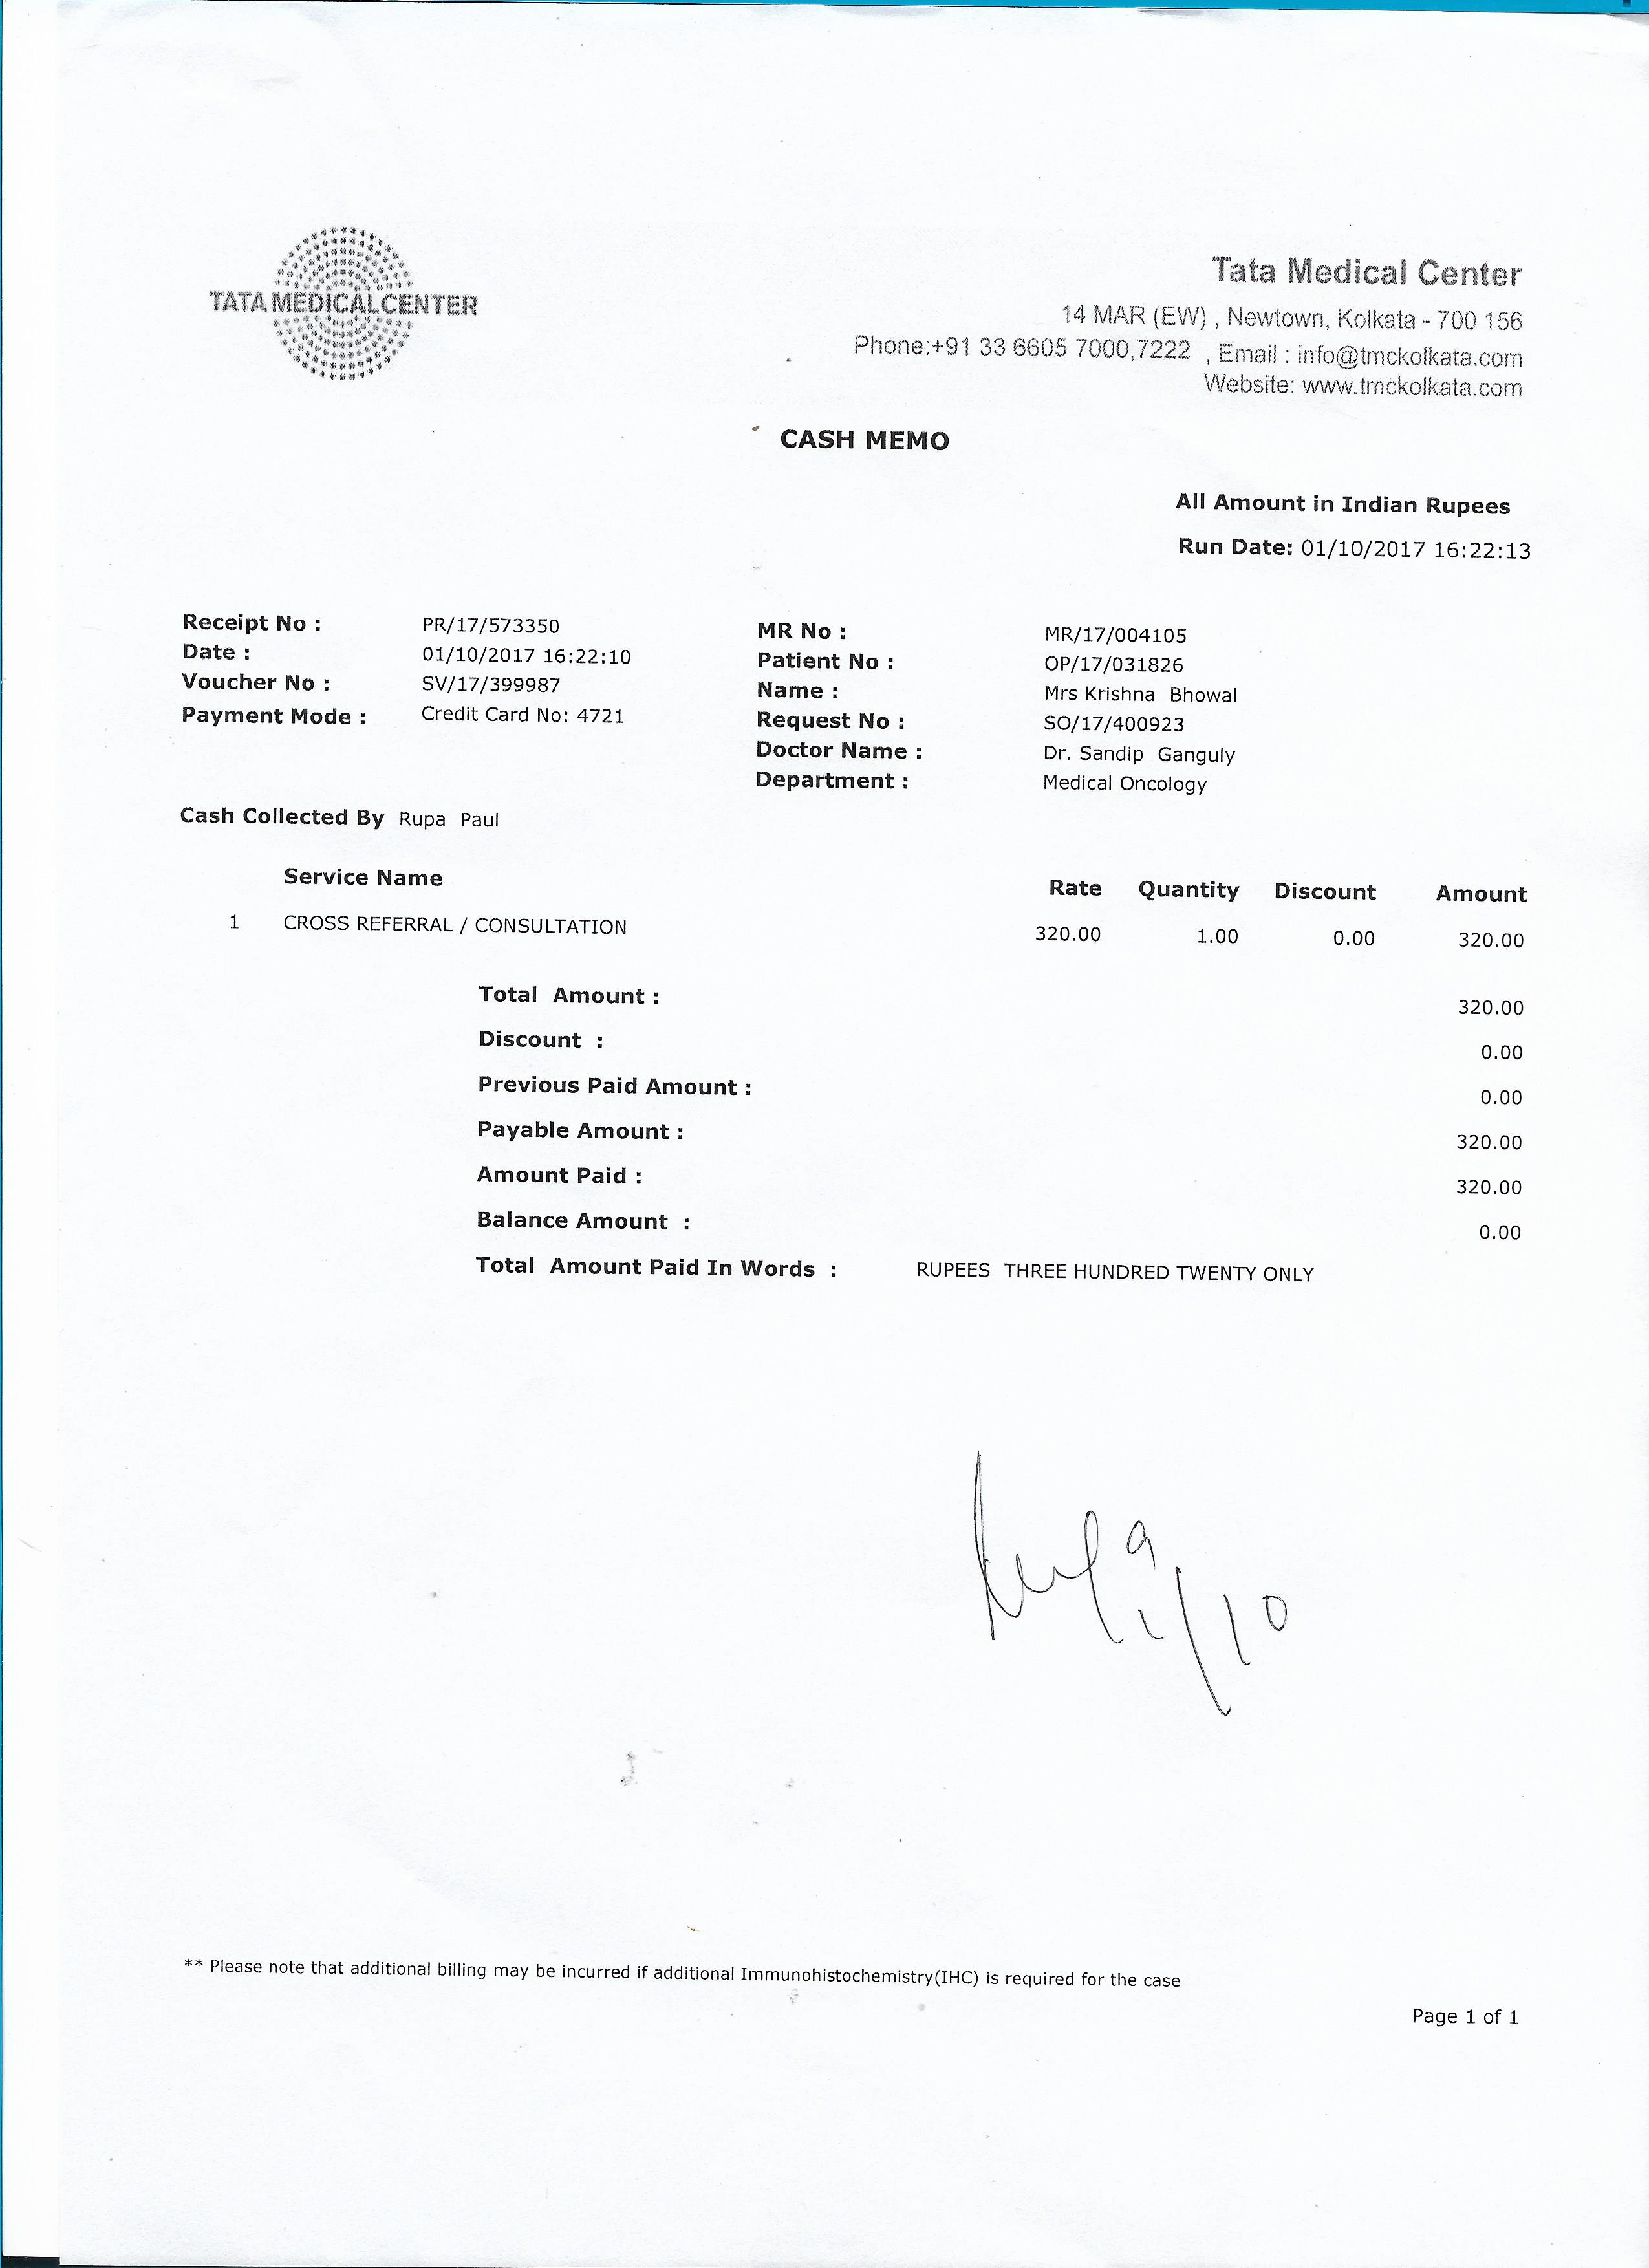 TATA MEDICAL CENTER
Tata Medical Center
14 MAR (EW) , Newtown, Kolkata - 700 156
Phone:+91 33 6605 7000,7222 , Email : info@tmckolkata.com
Website: www.tmckolkata.com
CASH MEMO
All Amount in Indian Rupees
Run Date: 01/10/2017 16:22:13
Receipt No : PR/17/573350 MR No : MR/17/004105
Date : 01/10/2017 16:22:10 Patient No : OP/17/031826
Voucher No : SV/17/399987 Name : Mrs Krishna Bhowal
Payment Mode : Credit Card No: 4721 Request No : SO/17/400923
Doctor Name : Dr. Sandip Ganguly
Department : Medical Oncology
Cash Collected By Rupa Paul
Service Name Rate Quantity Discount Amount
1 CROSS REFERRAL / CONSULTATION 320.00 1.00 0.00 320.00
Total Amount : 320.00
Discount : 0.00
Previous Paid Amount : 0.00
Payable Amount : 320.00
Amount Paid : 320.00
Balance Amount : 0.00
Total Amount Paid In Words : RUPEES THREE HUNDRED TWENTY ONLY
1/10
** Please note that additional billing may be incurred if additional Immunohistochemistry(IHC) is required for the case
Page 1 of 1